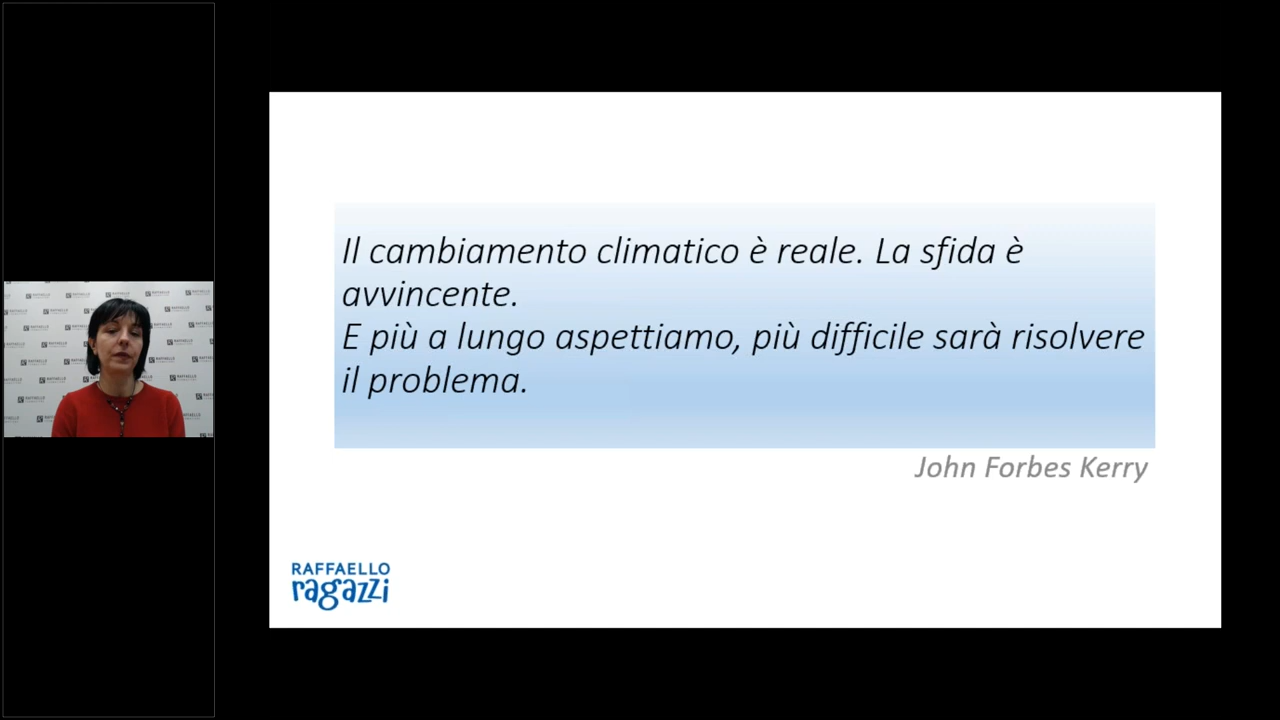 Il cambiamento climatico è reale. La sfida è
avvincente.
E più a lungo aspettiamo, più difficile sarà risolvere
il problema.
John Forbes Kerry
RAFFAELLO
ragazzi